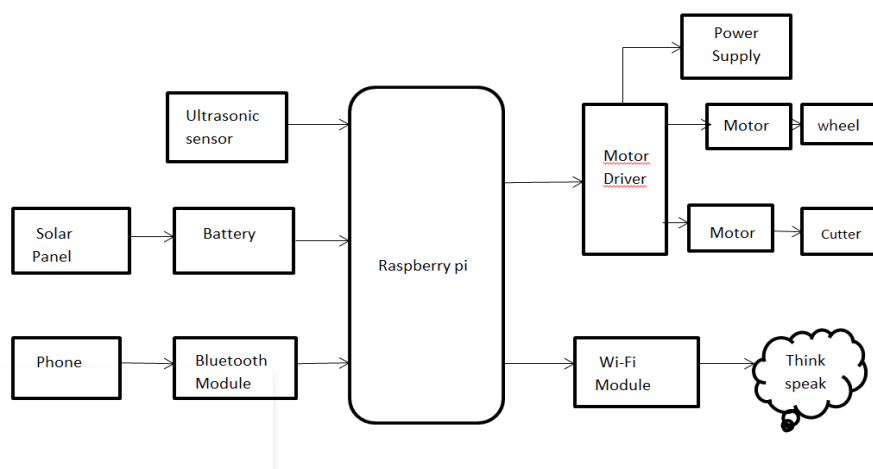 Power
Supply
Ultrasonic
sensor
Motor
wheel
Motor
Driver
Solar
Panel
Battery
Motor
Cutter
Raspberry pi
Phone
Bluetooth
Module
Wi-Fi
Module
Think
speak